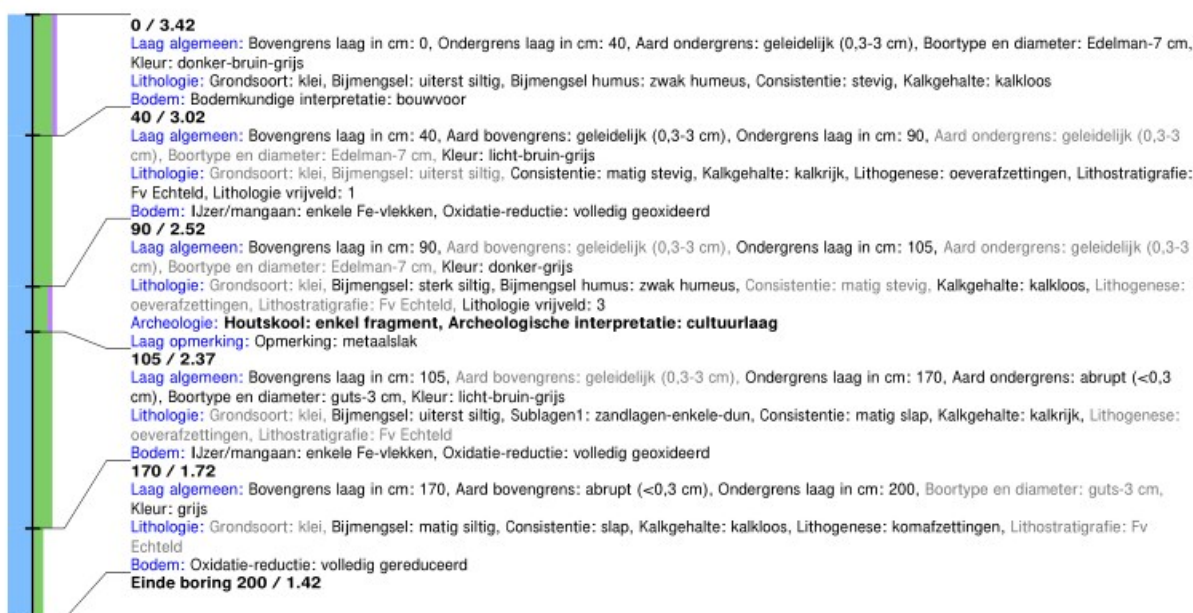 0 / 3.42
Laag algemeen: Bovengrens laag in cm: 0, Ondergrens laag in cm: 40, Aard ondergrens: geleidelijk (0,3-3 cm), Boortype en diameter: Edelman-7 cm,
Kleur: donker-bruin-grijs
Lithologie: Grondsoort: klei, Bijmengsel: uiterst siltig, Bijmengsel humus: zwak humeus, Consistentie: stevig, Kalkgehalte: kalkloos
Bodem: Bodemkundige interpretatie: bouwvoor
40 / 3.02
Laag algemeen: Bovengrens laag in cm: 40, Aard bovengrens: geleidelijk (0,3-3 cm), Ondergrens laag in cm: 90, Aard ondergrens: geleidelijk (0,3-3
cm), Boortype en diameter: Edelman-7 cm, Kleur: licht-bruin-grijs
Lithologie: Grondsoort: klei, Bijmengsel: uiterst siltig, Consistentie: matig stevig, Kalkgehalte: kalkrijk, Lithogenese: oeverafzettingen, Lithostratigrafie:
Fv Echteld, Lithologie vrijveld: 1
Bodem: IJzer/mangaan: enkele Fe-vlekken, Oxidatie-reductie: volledig geoxideerd
90 / 2.52
Laag algemeen: Bovengrens laag in cm: 90, Aard bovengrens: geleidelijk (0,3-3 cm), Ondergrens laag in cm: 105, Aard ondergrens: geleidelijk (0,3-3
cm), Boortype en diameter: Edelman-7 cm, Kleur: donker-grijs
Lithologie: Grondsoort: klei, Bijmengsel: sterk siltig, Bijmengsel humus: zwak humeus, Consistentie: matig stevig, Kalkgehalte: kalkloos, Lithogenese:
oeverafzettingen, Lithostratigrafie: Fv Echteld, Lithologie vrijveld: 3
Archeologie: Houtskool: enkel fragment, Archeologische interpretatie: cultuurlaag
Laag opmerking: Opmerking: metaalslak
105 / 2.37
Laag algemeen: Bovengrens laag in cm: 105, Aard bovengrens: geleidelijk (0,3-3 cm), Ondergrens laag in cm: 170, Aard ondergrens: abrupt (<0,3
cm), Boortype en diameter: guts-3 cm, Kleur: licht-bruin-grijs
Lithologie: Grondsoort: klei, Bijmengsel: uiterst siltig, Sublagen1: zandlagen-enkele-dun, Consistentie: matig slap, Kalkgehalte: kalkrijk, Lithogenese:
oeverafzettingen, Lithostratigrafie: Fv Echteld
Bodem: IJzer/mangaan: enkele Fe-vlekken, Oxidatie-reductie: volledig geoxideerd
170 / 1.72
Laag algemeen: Bovengrens laag in cm: 170, Aard bovengrens: abrupt (<0,3 cm), Ondergrens laag in cm: 200, Boortype en diameter: guts-3 cm,
Kleur: grijs
Lithologie: Grondsoort: klei, Bijmengsel: matig siltig, Consistentie: slap, Kalkgehalte: kalkloos, Lithogenese: komafzettingen, Lithostratigrafie: Fv
Echteld
Bodem: Oxidatie-reductie: volledig gereduceerd
Einde boring 200 / 1.42